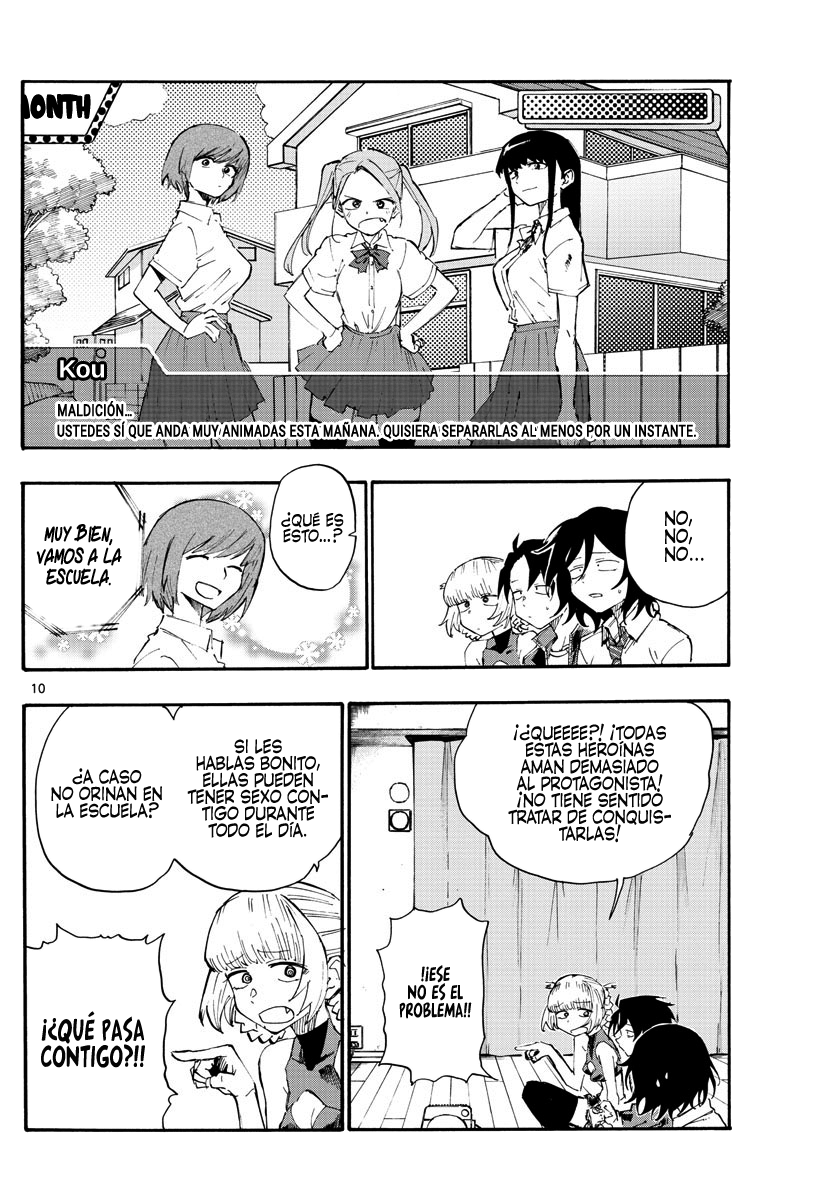 MONTH
Kou
MALDICIÓN...
USTEDES SÍ QUE ANDA MUY ANIMADAS ESTA MAÑANA. QUISIERA SEPARARLAS AL MENOS POR UN INSTANTE.
NO,
NO,
NO...
¿QUÉ ES
ESTO...?
MUY BIEN,
VAMOS A LA
ESCUELA.
10
¡¿QUEEEE?! ¡TODAS
ESTAS HEROÍNAS
AMAN DEMASIADO
AL PROTAGONISTA!
¡NO TIENE SENTIDO
TRATAR DE CONQUIS-
TARLAS!
!¡ESE
NO ES EL
PROBLEMA!!
SI LES
HABLAS BONITO,
ELLAS PUEDEN
TENER SEXO CON-
TIGO DURANTE
TODO EL DÍA.
¿A CASO
NO ORINAN EN
LA ESCUELA?
¡¿QUÉ PASA
CONTIGO?!!